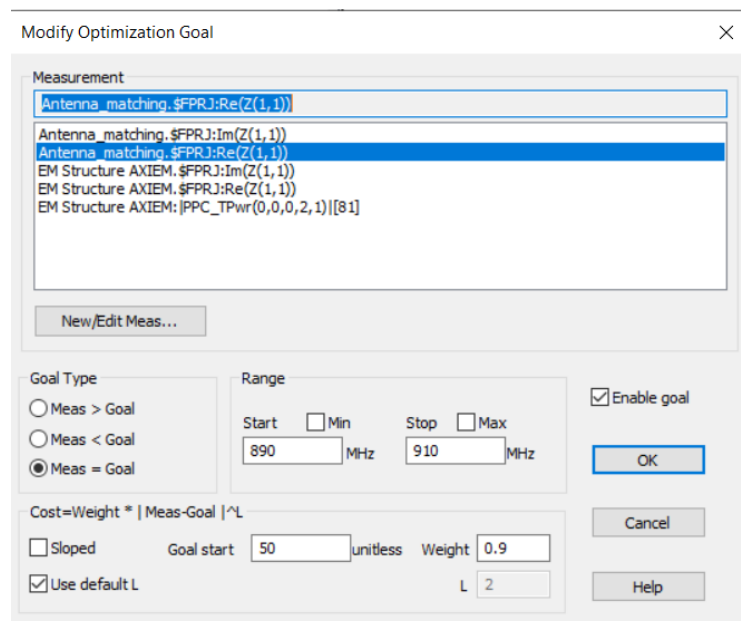 Modify Optimization Goal
Measurement
Antenna_matching.$FPRJ:Re(Z(1,1))
Antenna_matching.$FPRJ:Im(Z(1,1))
Antenna_matching.$FPRJ:Re(Z(1,1))
EM Structure AXIEM.$FPRJ:Im(Z(1,1))
EM Structure AXIEM.$FPRJ:Re(Z(1,1))
EM Structure AXIEM:|PPC_TPwr(0,0,0,2,1)|[81]
New/Edit Meas...
Goal Type
Meas > Goal
Meas < Goal
Meas = Goal
Range
Start Min Stop Max
890 MHz 910 MHz
Enable goal
OK
Cancel
Help
Cost=Weight * | Meas-Goal |^L
Sloped Goal start 50 unitless Weight 0.9
Use default L L 2